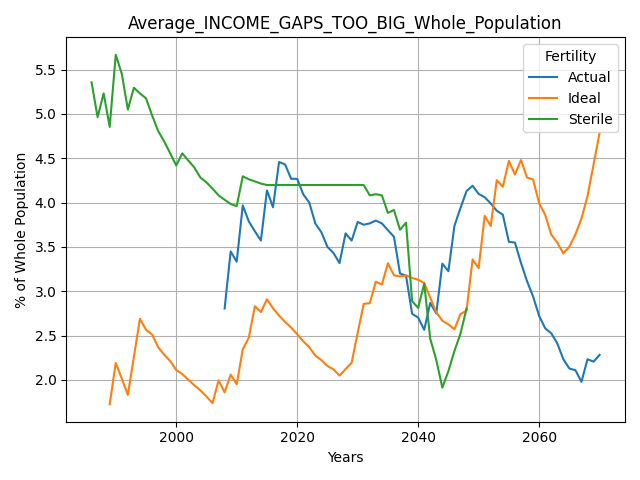 Average_INCOME_GAPS_TOO_BIG_Whole_Population
Fertility
Actual
Ideal
Sterile
% of Whole Population
5.5
5.0
4.5
4.0
3.5
3.0
2.5
2.0
2000 2020 2040 2060
Years